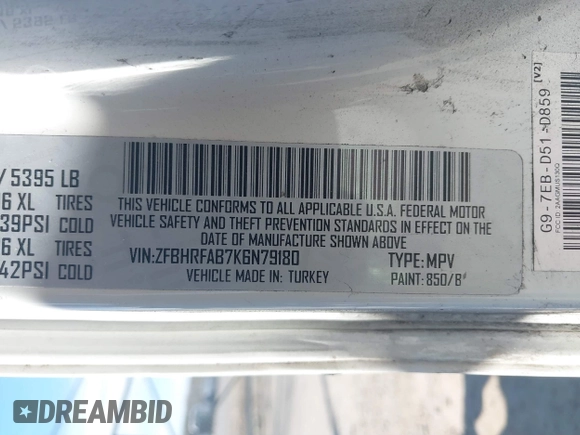 / 5395 LB
6 XL TIRES
39PSI COLD
6 XL TIRES
42PSI COLD
THIS VEHICLE CONFORMS TO ALL APPLICABLE U.S.A. FEDERAL MOTOR
VEHICLE SAFETY AND THEFT PREVENTION STANDARDS IN EFFECT ON THE
DATE OF MANUFACTURE SHOWN ABOVE.
VIN:ZFBHRFAB7K6N79180 TYPE:MPV
VEHICLE MADE IN: TURKEY PAINT: 850/B
G9-7EB-D51-D859 [V2]
DREAMBID